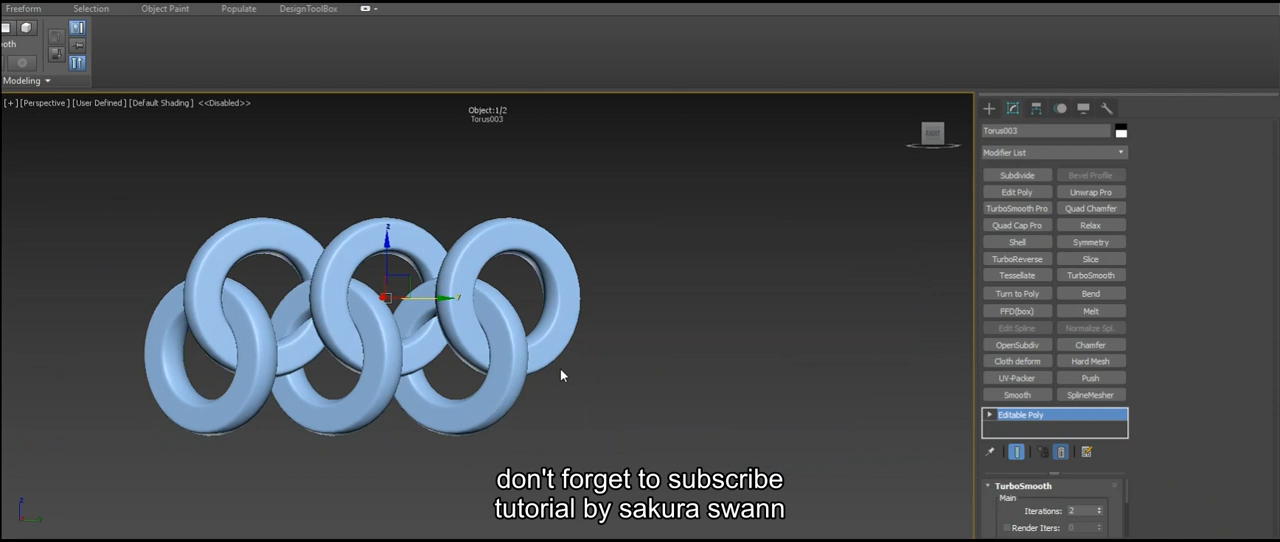 Freeform Selection Object Paint Populate DesignToolBox
ooth
Modeling
[+][Perspective][User Defined][Default Shading] <<Disabled>>
Object:1/2
Torus003
RIGHT
Torus003
Modifier List
Subdivide Bevel Profile
Edit Poly Unwrap Pro
TurboSmooth Pro Quad Chamfer
Quad Cap Pro Relax
Shell Symmetry
TurboReverse Slice
Tessellate TurboSmooth
Turn to Poly Bend
FFD(box) Melt
Edit Spline Normalize Spl.
OpenSubdiv Chamfer
Cloth deform Hard Mesh
UV-Packer Push
Smooth SplineMesher
Editable Poly
z
y
TurboSmooth
Main
Iterations: 2
Render Iters: 0
z
don't forget to subscribe
tutorial by sakura swann